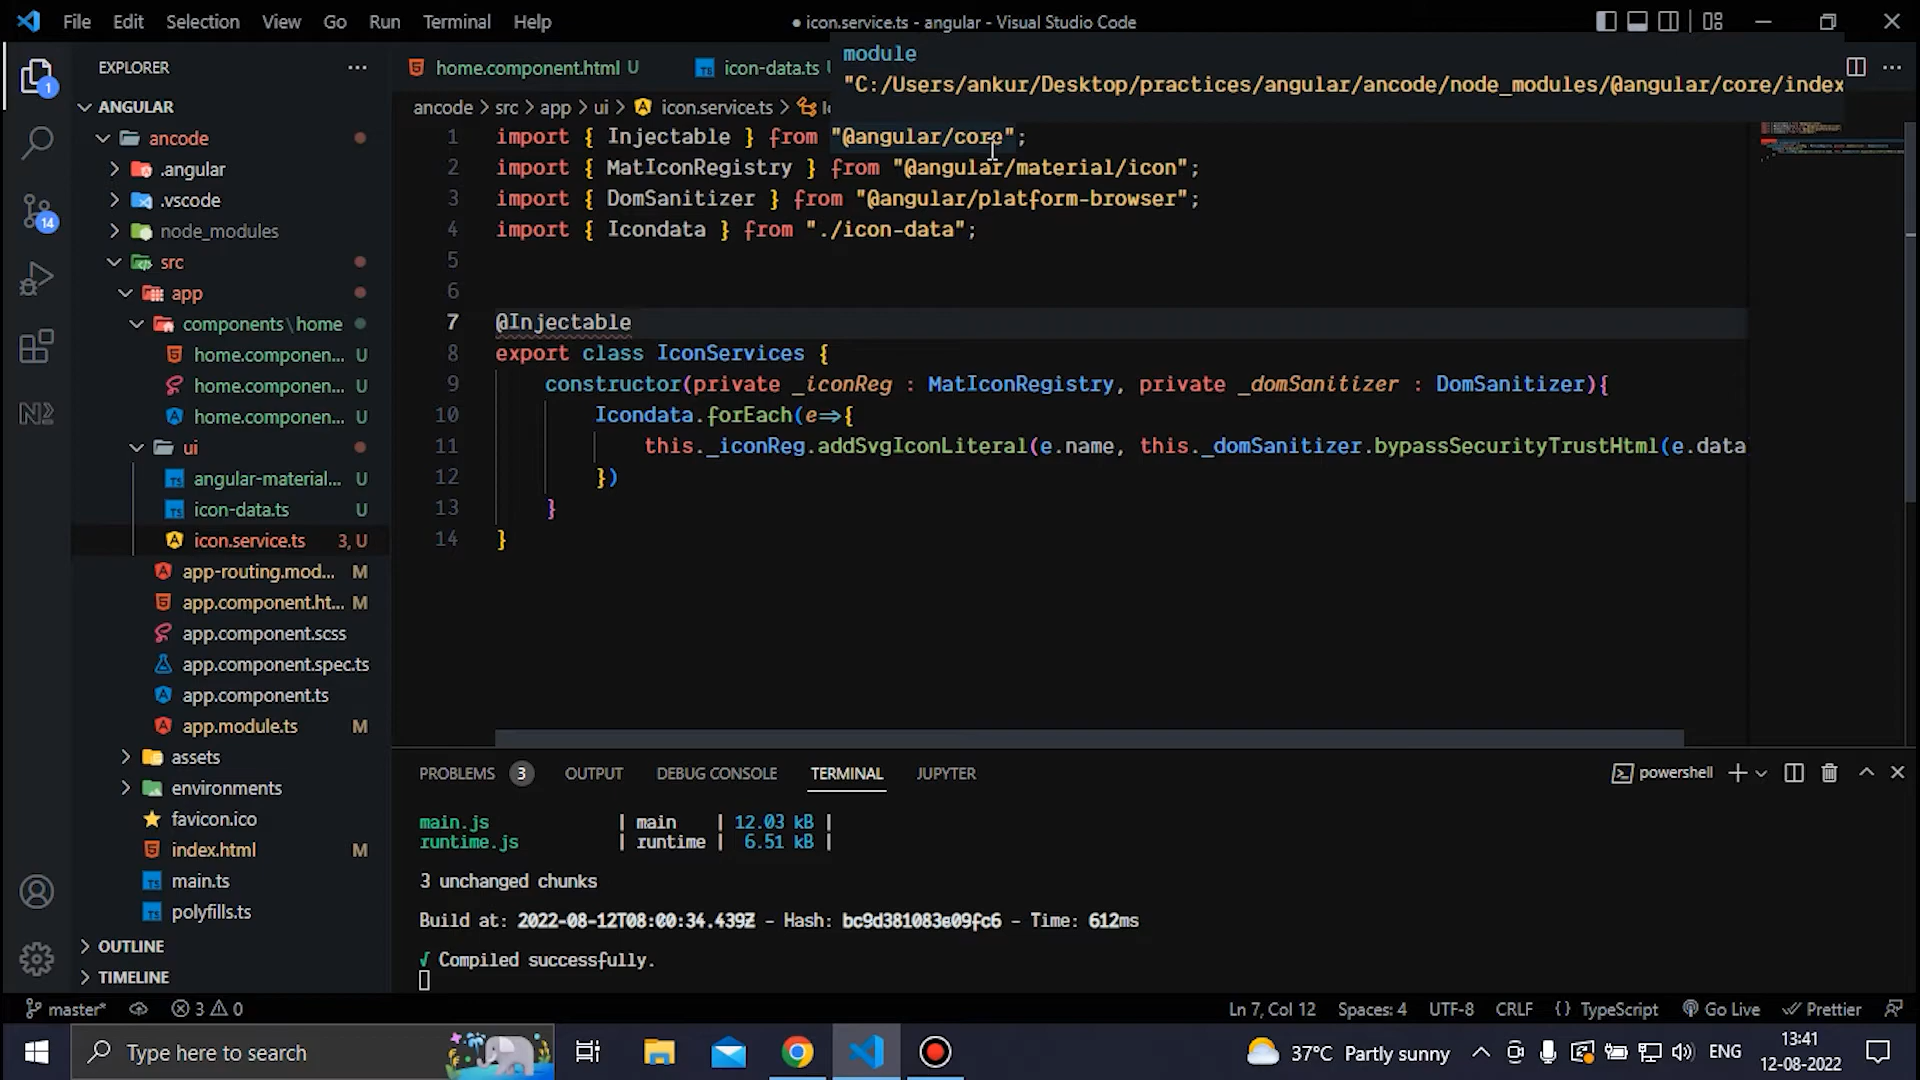 File Edit Selection View Go Run Terminal Help
● icon.service.ts - angular - Visual Studio Code
EXPLORER
home.component.html U
icon-data.ts U
module
"C:/Users/ankur/Desktop/practices/angular/ancode/node_modules/@angular/core/index
ancode > src > app > ui > icon.service.ts >
ANGULAR
ancode
.angular
.vscode
node_modules
src
app
components\home
home.componen... U
home.componen... U
home.componen... U
ui
angular-material... U
icon-data.ts U
icon.service.ts 3, U
app-routing.mod... M
app.component.ht... M
app.component.scss
app.component.spec.ts
app.component.ts
app.module.ts M
assets
environments
favicon.ico
index.html M
main.ts
polyfills.ts
OUTLINE
TIMELINE
1
14
1 import { Injectable } from "@angular/core";
2 import { MatIconRegistry } from "@angular/material/icon";
3 import { DomSanitizer } from "@angular/platform-browser";
4 import { Icondata } from "./icon-data";
5
6
7 @Injectable
8 export class IconServices {
9 constructor(private _iconReg : MatIconRegistry, private _domSanitizer : DomSanitizer){
10 Icondata.forEach(e=>{
11 this._iconReg.addSvgIconLiteral(e.name, this._domSanitizer.bypassSecurityTrustHtml(e.data
12 })
13 }
14 }
PROBLEMS 3 OUTPUT DEBUG CONSOLE TERMINAL JUPYTER
powershell
main.js | main | 12.03 kB |
runtime.js | runtime | 6.51 kB |
3 unchanged chunks
Build at: 2022-08-12T08:00:34.439Z - Hash: bc9d381083e09fc6 - Time: 612ms
√ Compiled successfully.
master* 3 0
Ln 7, Col 12 Spaces: 4 UTF-8 CRLF {} TypeScript Go Live Prettier
Type here to search
37°C Partly sunny
ENG
13:41
12-08-2022